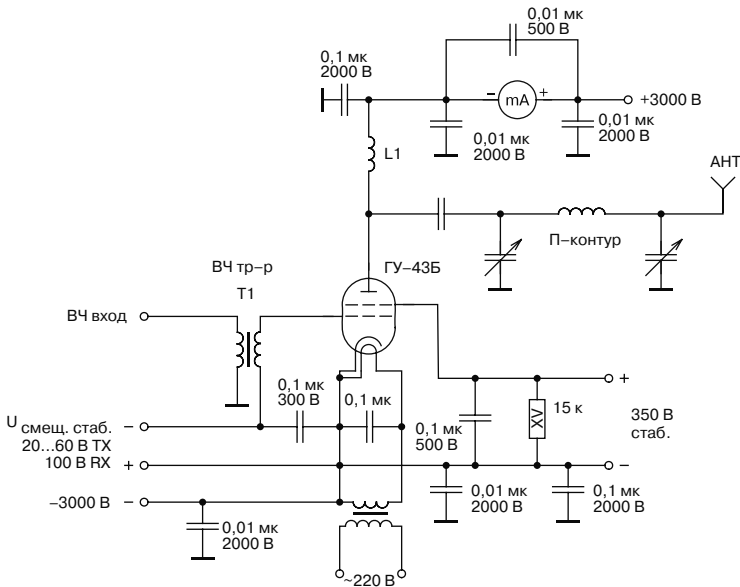 0,01 мк
500 В
0,1 мк
2000 В
– mA +
+3000 В
0,01 мк
2000 В
0,01 мк
2000 В
L1
АНТ
П–контур
ВЧ тр–р
T1
ГУ–43Б
ВЧ вход
0,1 мк
300 В
0,1 мк
0,1 мк
500 В
XV
15 к
+
350 В
стаб.
–
U смещ. стаб. –
20...60 В TX
100 В RX +
–3000 В –
0,01 мк
2000 В
0,01 мк
2000 В
0,1 мк
2000 В
~220 В